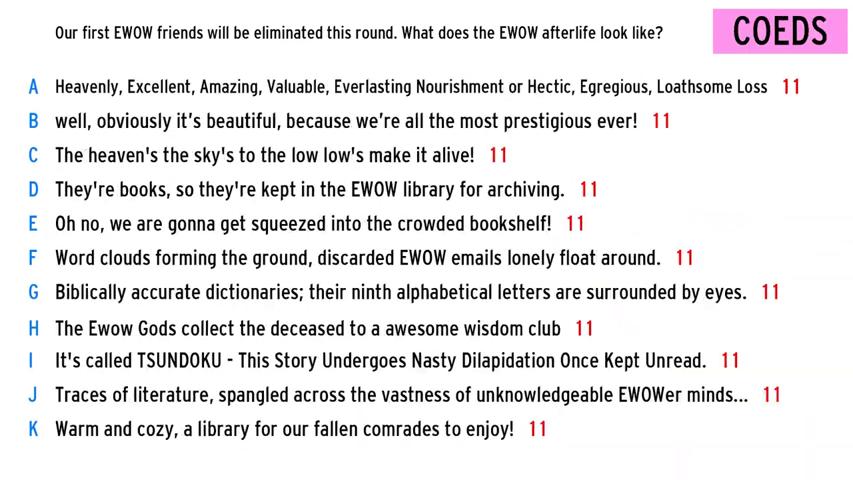 Our first EWOW friends will be eliminated this round. What does the EWOW afterlife look like?
COEDS
A Heavenly, Excellent, Amazing, Valuable, Everlasting Nourishment or Hectic, Egregious, Loathsome Loss 11
B well, obviously it's beautiful, because we're all the most prestigious ever! 11
C The heaven's the sky's to the low low's make it alive! 11
D They're books, so they're kept in the EWOW library for archiving. 11
E Oh no, we are gonna get squeezed into the crowded bookshelf! 11
F Word clouds forming the ground, discarded EWOW emails lonely float around. 11
G Biblically accurate dictionaries; their ninth alphabetical letters are surrounded by eyes. 11
H The Ewow Gods collect the deceased to a awesome wisdom club 11
I It's called TSUNDOKU - This Story Undergoes Nasty Dilapidation Once Kept Unread. 11
J Traces of literature, spangled across the vastness of unknowledgeable EWOWer minds... 11
K Warm and cozy, a library for our fallen comrades to enjoy! 11